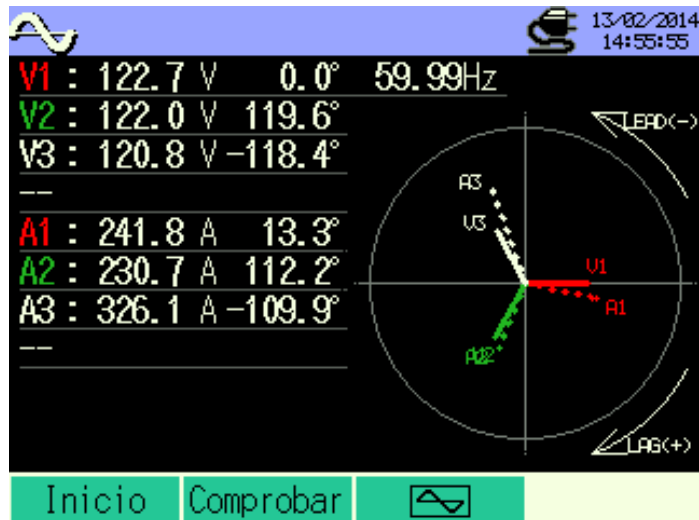 13/02/2014
14:55:55
V1 : 122.7 V 0.0° 59.99Hz
V2 : 122.0 V 119.6°
V3 : 120.8 V -118.4°
--
A1 : 241.8 A 13.3°
A2 : 230.7 A 112.2°
A3 : 326.1 A -109.9°
--
LEAD(-)
A3
V3
V1
A1
LAG(+)
Inicio Comprobar